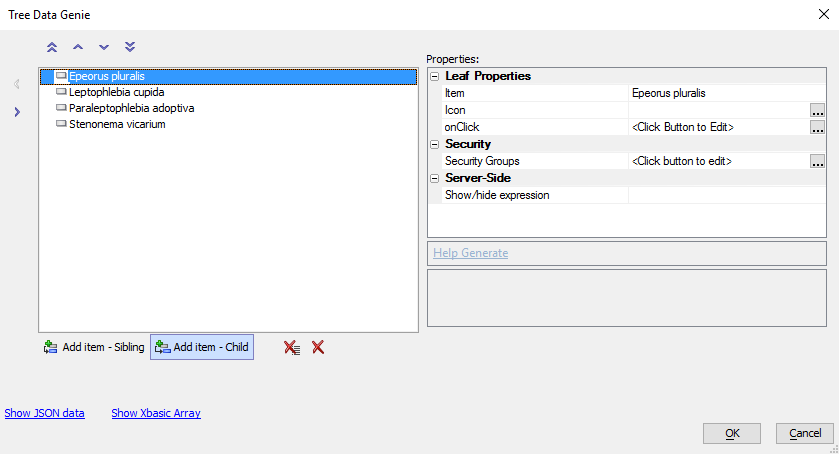 Tree Data Genie
Properties:
Epeorus pluralis
Leptophlebia cupida
Paraleptophlebia adoptiva
Stenonema vicarium
Leaf Properties
Item Epeorus pluralis
Icon ...
onClick <Click Button to Edit> ...
Security
Security Groups <Click button to edit> ...
Server-Side
Show/hide expression
Help Generate
Add item - Sibling Add item - Child
Show JSON data Show Xbasic Array
OK Cancel